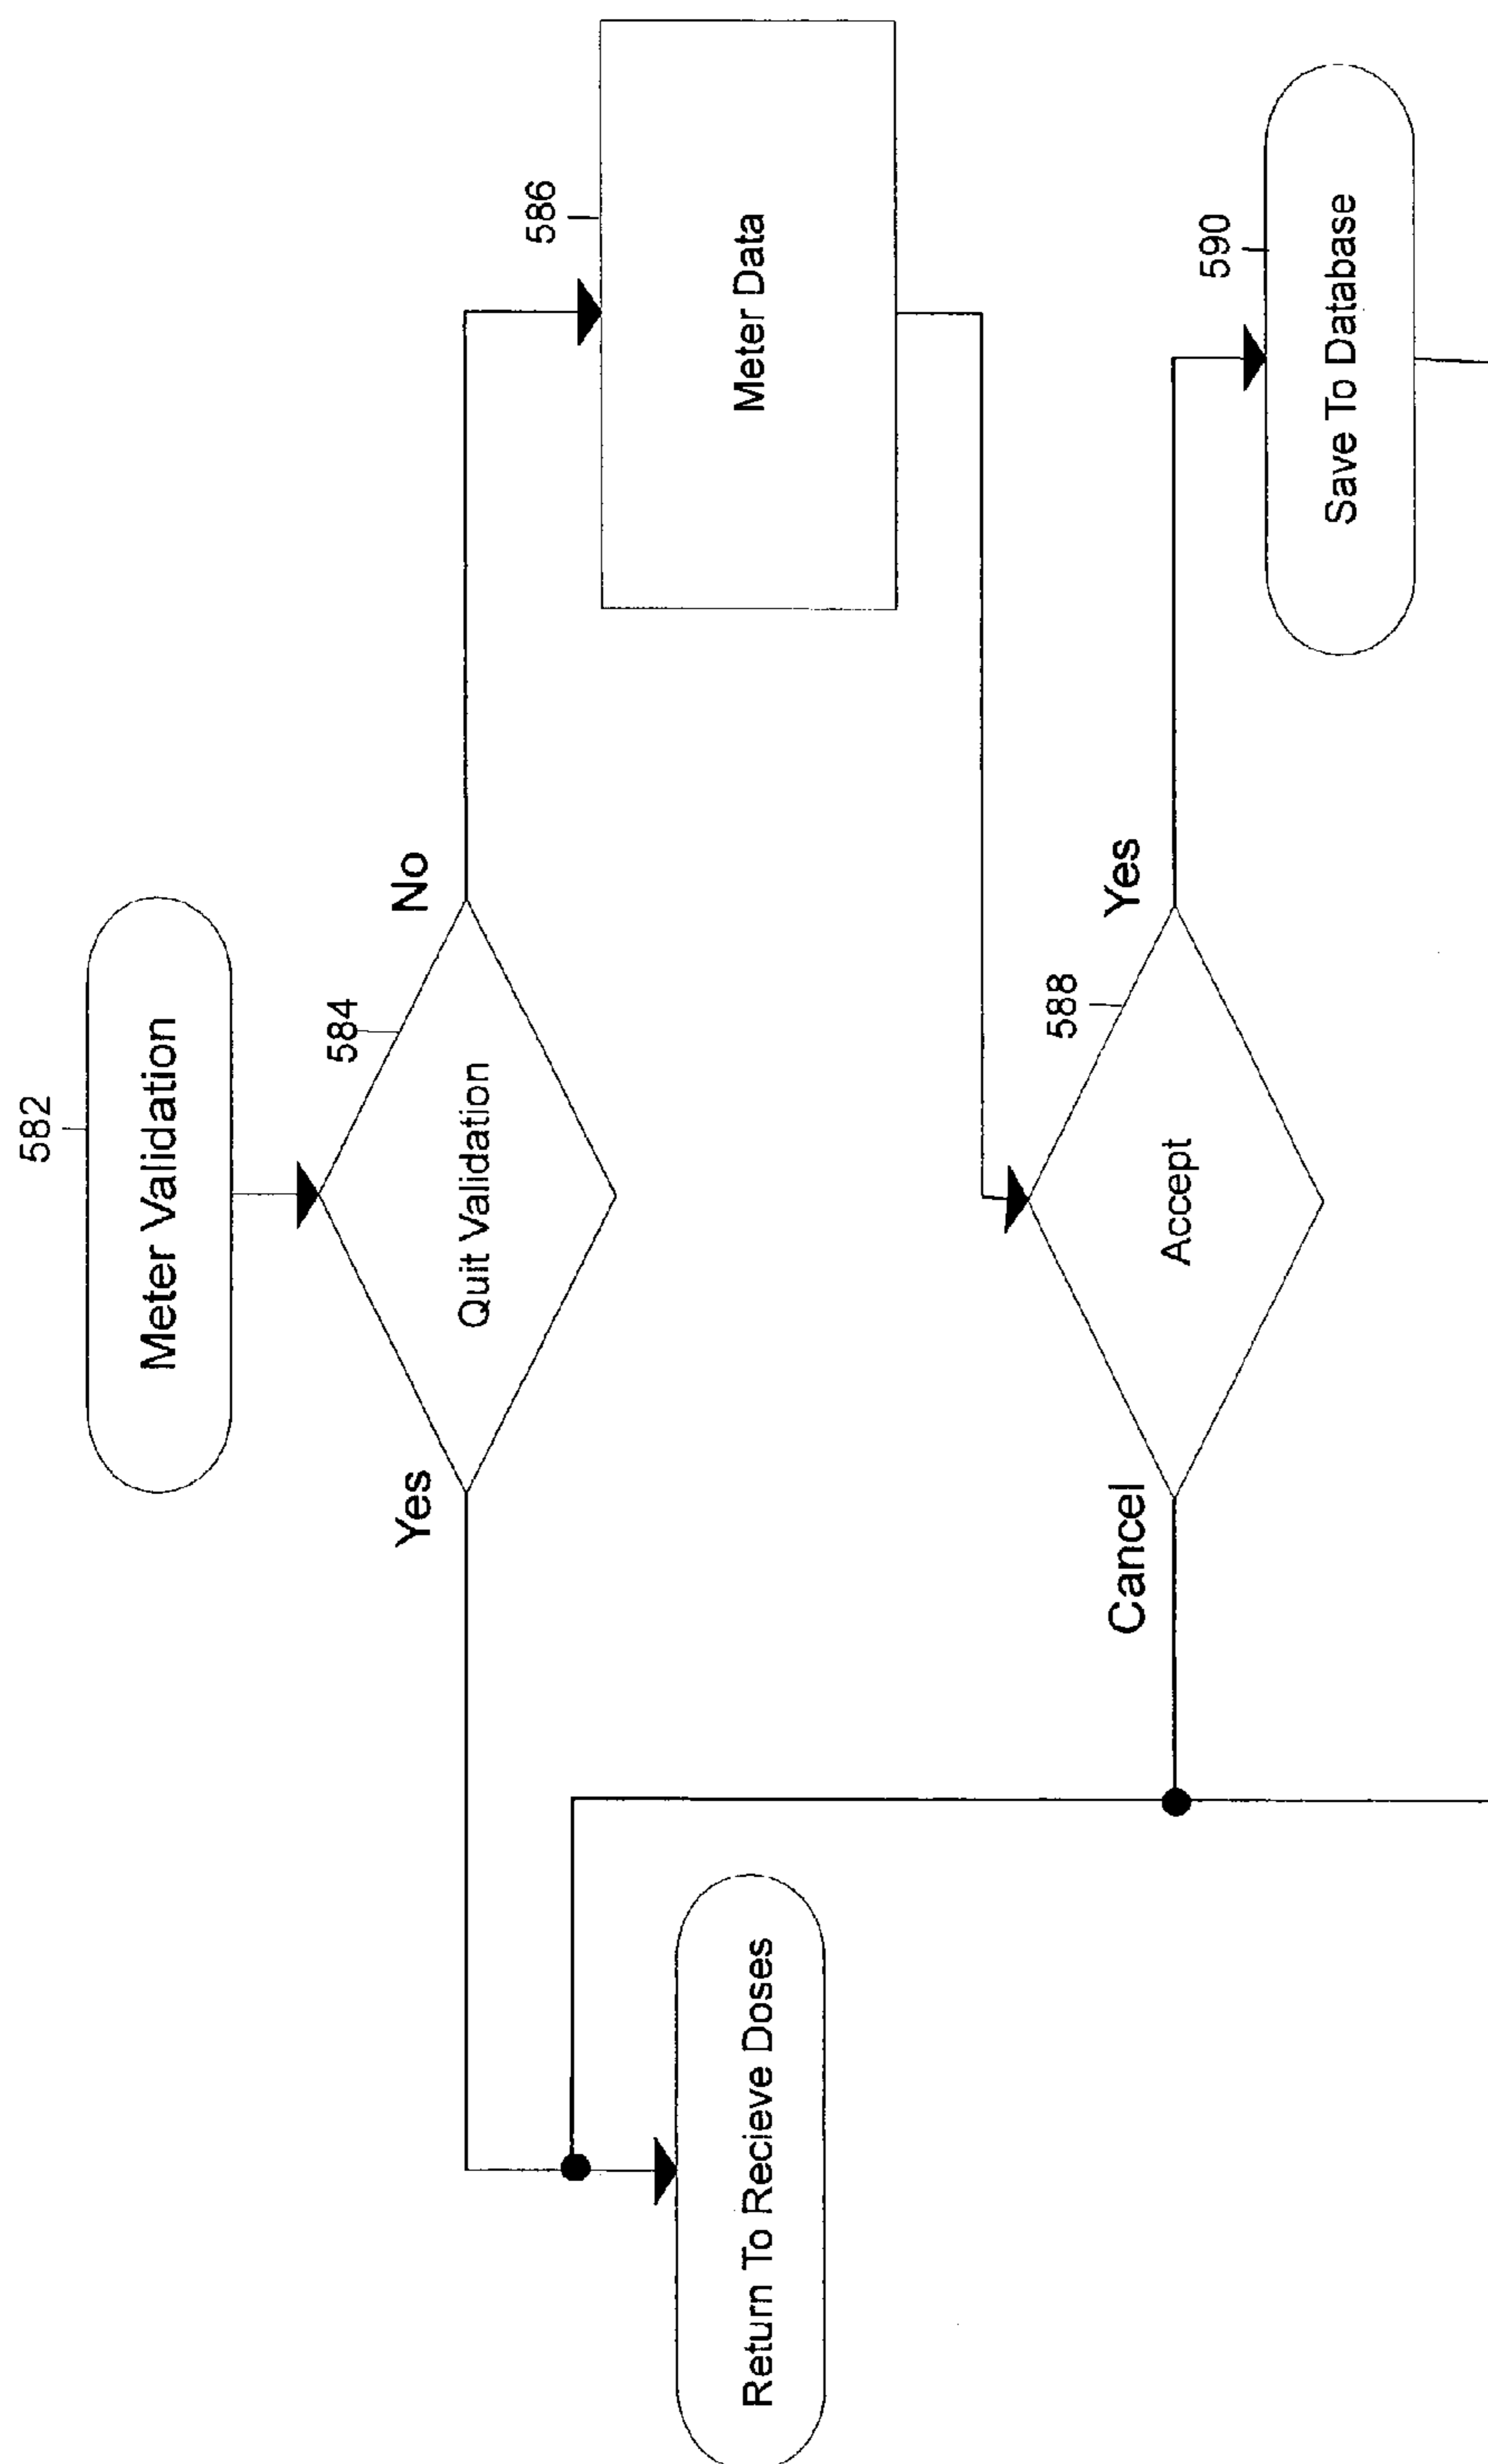 582
Meter Validation
584
Quit Validation
Yes
No
586
Meter Data
Return To Recieve Doses
588
Accept
Cancel
Yes
590
Save To Database